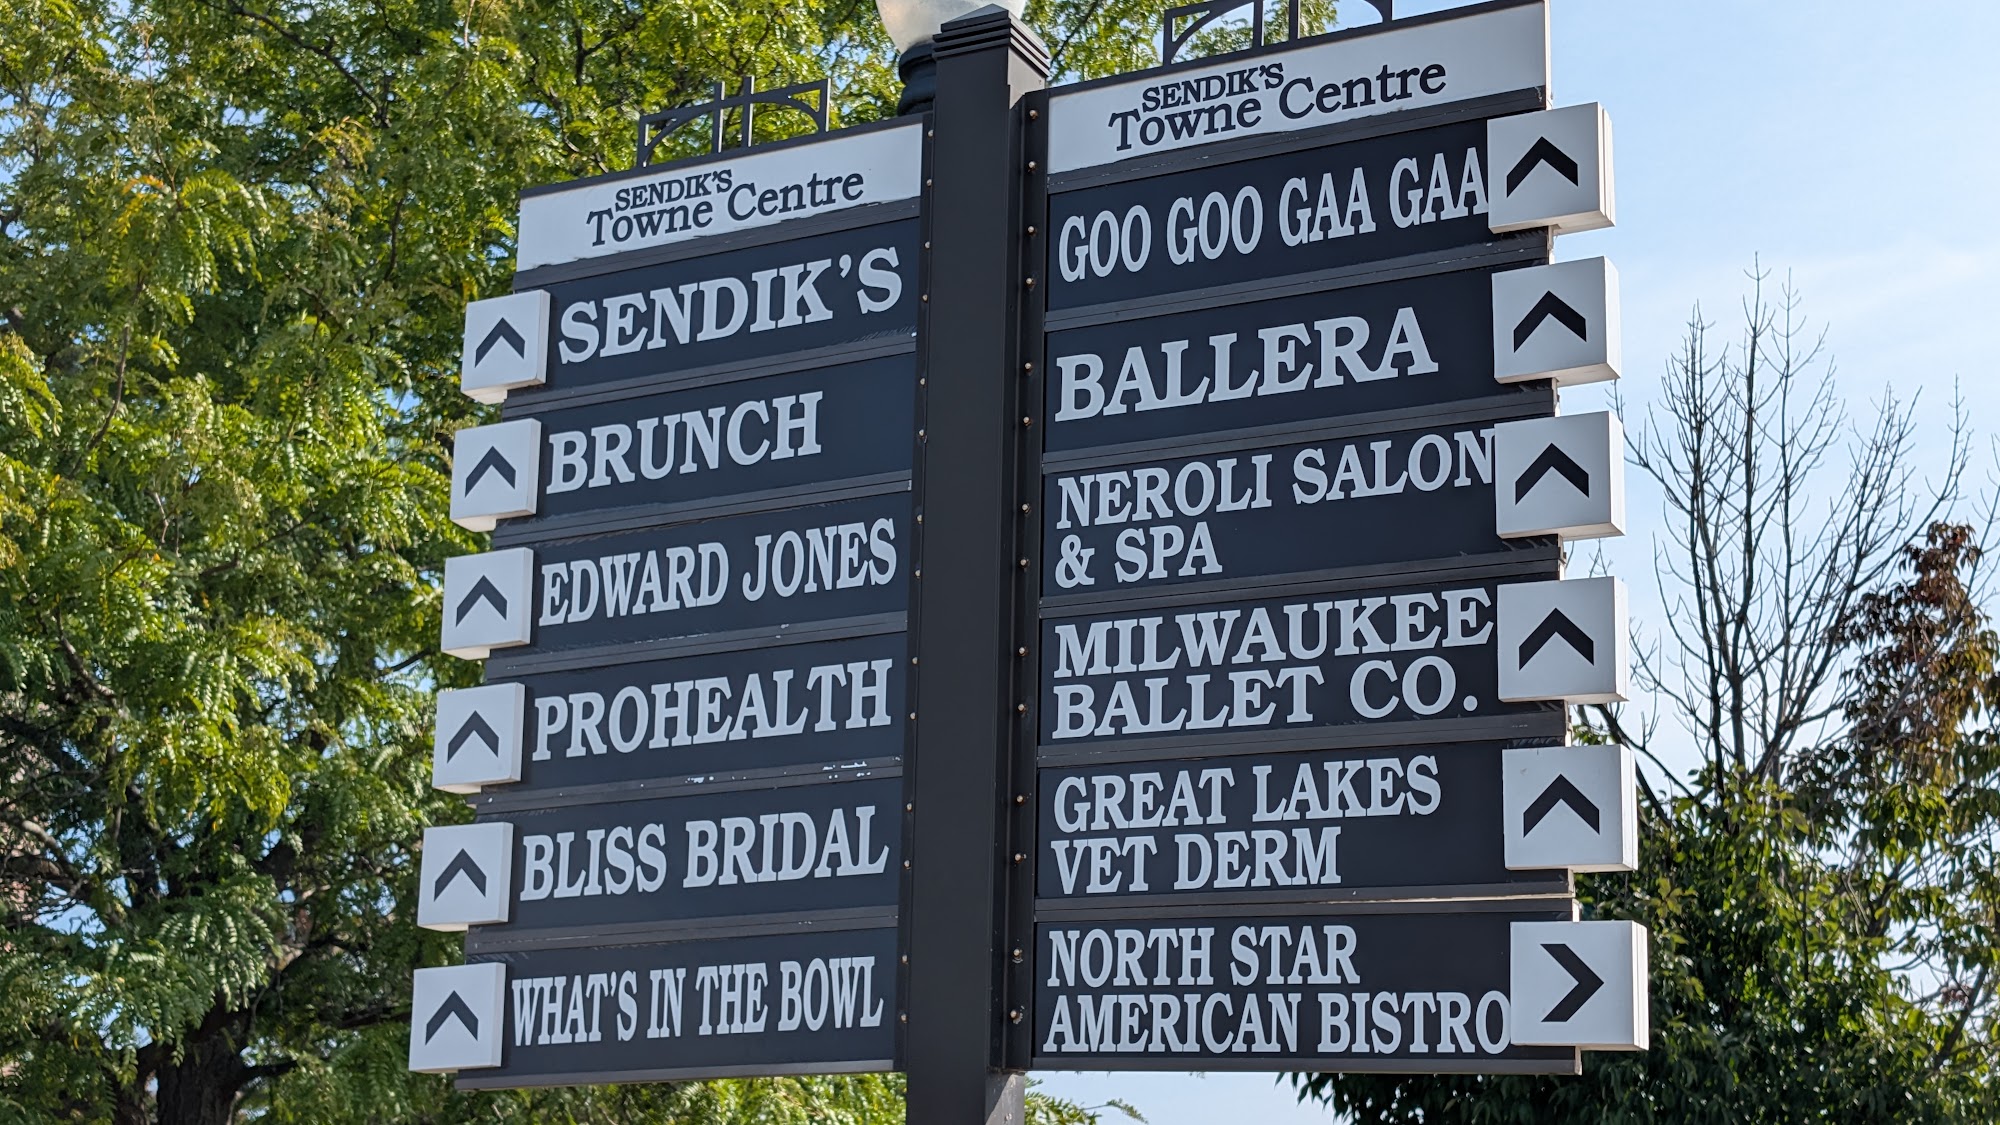 SENDIK'S
Towne Centre
SENDIK'S
BRUNCH
EDWARD JONES
PROHEALTH
BLISS BRIDAL
WHAT'S IN THE BOWL
SENDIK'S
Towne Centre
GOO GOO GAA GAA
BALLERA
NEROLI SALON
& SPA
MILWAUKEE
BALLET CO.
GREAT LAKES
VET DERM
NORTH STAR
AMERICAN BISTRO